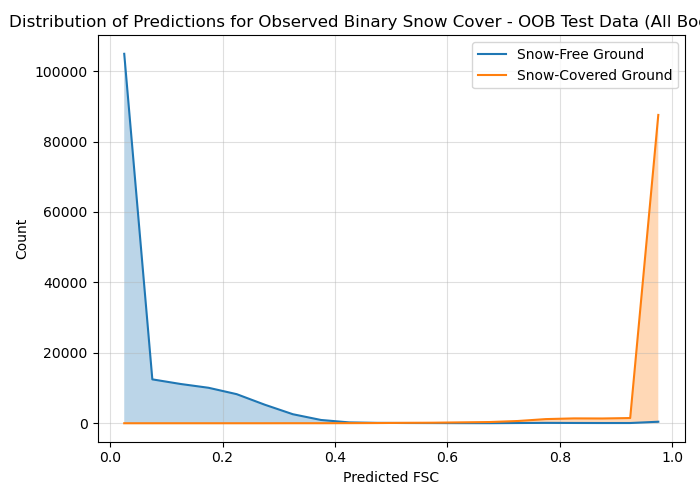 Distribution of Predictions for Observed Binary Snow Cover - OOB Test Data (All Boo
Snow-Free Ground
Snow-Covered Ground
100000
80000
60000
40000
20000
0
Count
0.0 0.2 0.4 0.6 0.8 1.0
Predicted FSC